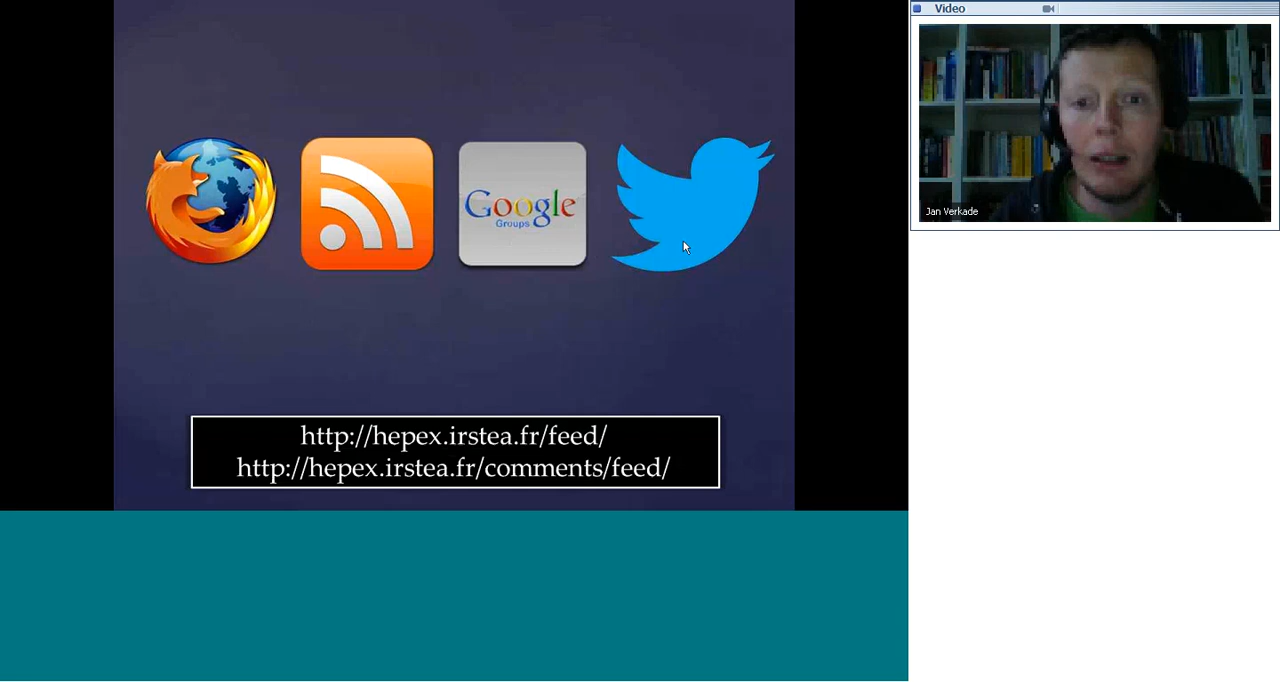 Video
Jan Verkade
Google
Groups
http://hepex.irstea.fr/feed/
http://hepex.irstea.fr/comments/feed/